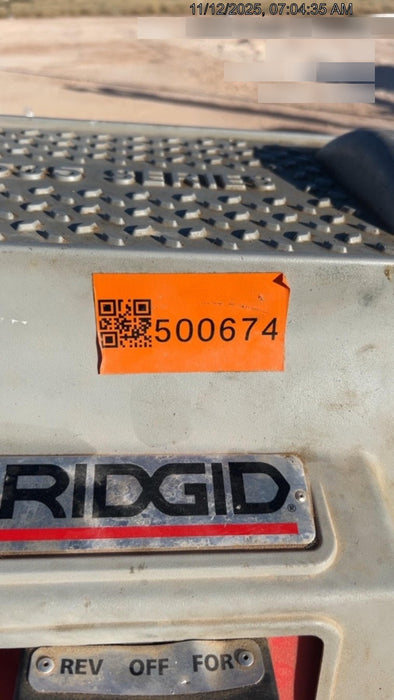 11/12/2025, 07:04:35 AM
SERIES
500674
RIDGID®
REV OFF FOR